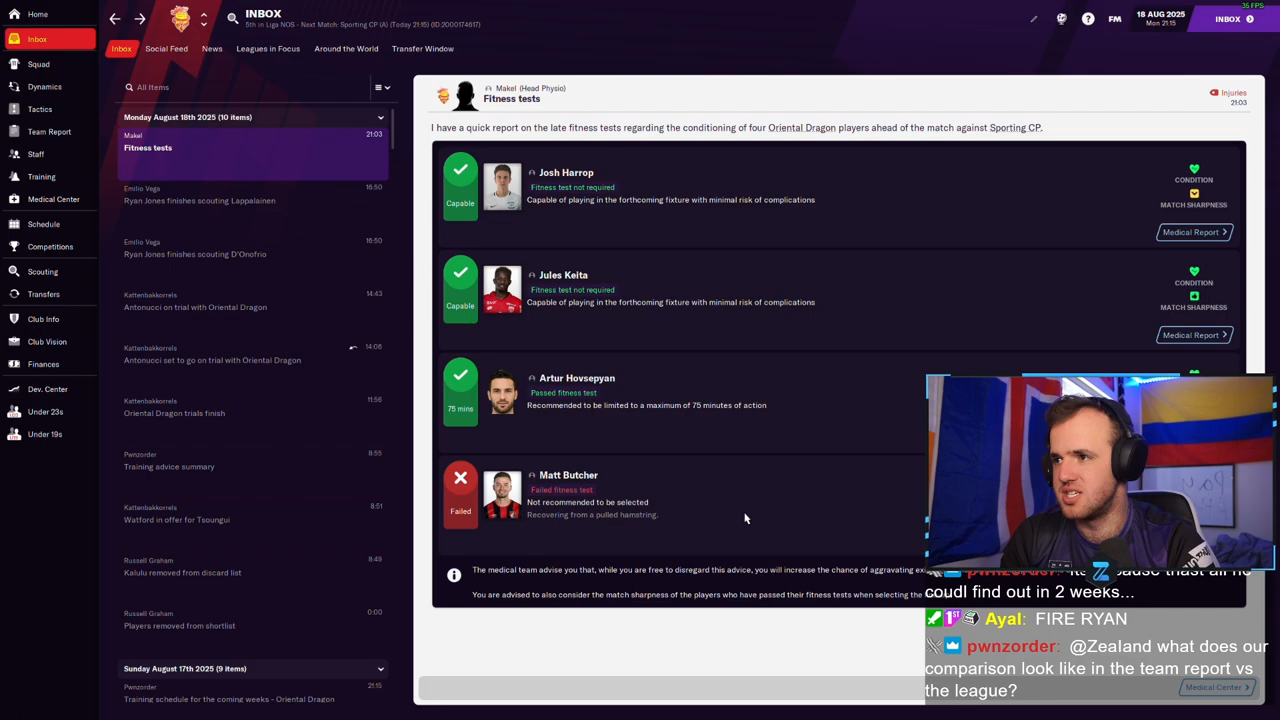 35 FPS
INBOX
5th in Liga NOS - Next Match: Sporting CP (A) (Today 21:15) (ID:2000174617)
FM
18 AUG 2025
Mon 21:15
INBOX
Home
Inbox
Squad
Dynamics
Tactics
Team Report
Staff
Training
Medical Center
Schedule
Competitions
Scouting
Transfers
Club Info
Club Vision
Finances
Dev. Center
Under 23s
Under 19s
Inbox
Social Feed
News
Leagues in Focus
Around the World
Transfer Window
All Items
Monday August 18th 2025 (10 items)
Makel 21:03
Fitness tests
Emilio Vega 16:50
Ryan Jones finishes scouting Lappalainen
Emilio Vega 16:50
Ryan Jones finishes scouting D'Onofrio
Kattenbakkorrels 14:43
Antonucci on trial with Oriental Dragon
Kattenbakkorrels 14:06
Antonucci set to go on trial with Oriental Dragon
Kattenbakkorrels 11:56
Oriental Dragon trials finish
Pwnzorder 8:55
Training advice summary
Kattenbakkorrels 8:51
Watford in offer for Tsoungui
Russell Graham 8:49
Kalulu removed from discard list
Russell Graham 0:00
Players removed from shortlist
Sunday August 17th 2025 (9 items)
Pwnzorder 21:15
Training schedule for the coming weeks - Oriental Dragon
Makel (Head Physio)
Fitness tests
Injuries
21:03
I have a quick report on the late fitness tests regarding the conditioning of four Oriental Dragon players ahead of the match against Sporting CP.
Capable
Josh Harrop
Fitness test not required
Capable of playing in the forthcoming fixture with minimal risk of complications
CONDITION
MATCH SHARPNESS
Medical Report
Capable
Jules Keita
Fitness test not required
Capable of playing in the forthcoming fixture with minimal risk of complications
CONDITION
MATCH SHARPNESS
Medical Report
75 mins
Artur Hovsepyan
Passed fitness test
Recommended to be limited to a maximum of 75 minutes of action
Failed
Matt Butcher
Failed fitness test
Not recommended to be selected
Recovering from a pulled hamstring.
The medical team advise you that, while you are free to disregard this advice, you will increase the chance of aggravating
You are advised to also consider the match sharpness of the players who have passed their fitness tests when selecting the
Medical Center
pwnzorder:
coudl find out in 2 weeks...
Ayal: FIRE RYAN
pwnzorder: @Zealand what does our
comparison look like in the team report vs
the league?